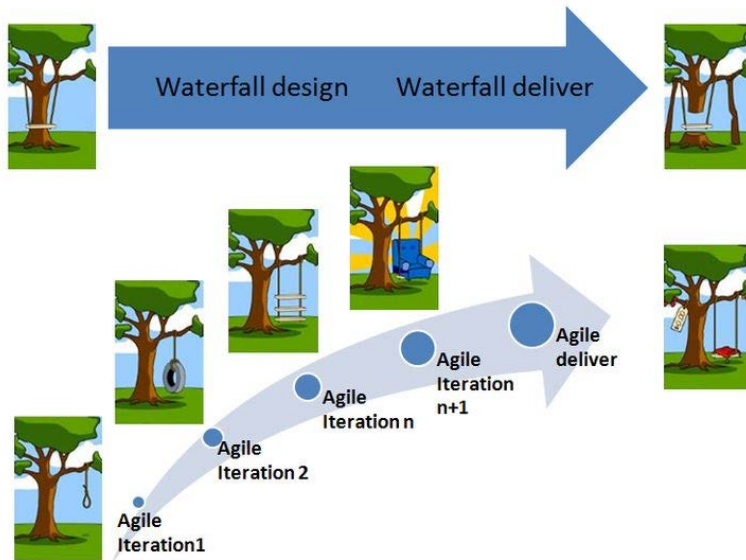 Waterfall design
Waterfall deliver
Agile
deliver
Agile
Iteration
n+1
Agile
Iteration n
Agile
Iteration 2
Agile
Iteration1